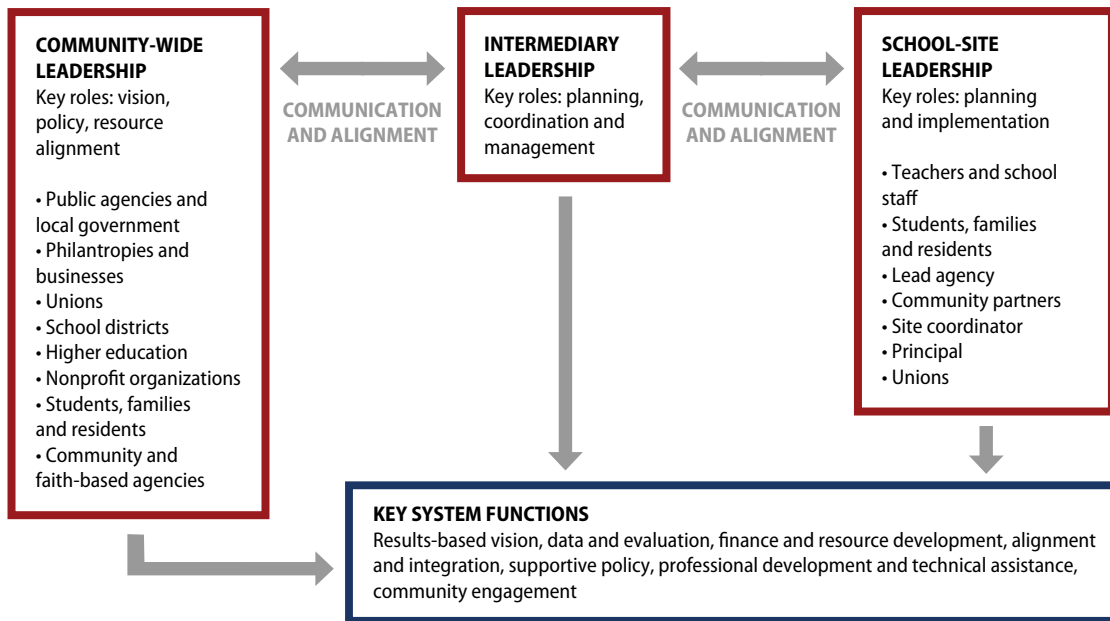 COMMUNITY-WIDE
LEADERSHIP
Key roles: vision,
policy, resource
alignment
• Public agencies and
local government
• Philantropies and
businesses
• Unions
• School districts
• Higher education
• Nonprofit organizations
• Students, families
and residents
• Community and
faith-based agencies
COMMUNICATION
AND ALIGNMENT
INTERMEDIARY
LEADERSHIP
Key roles: planning,
coordination and
management
COMMUNICATION
AND ALIGNMENT
SCHOOL-SITE
LEADERSHIP
Key roles: planning
and implementation
• Teachers and school
staff
• Students, families
and residents
• Lead agency
• Community partners
• Site coordinator
• Principal
• Unions
KEY SYSTEM FUNCTIONS
Results-based vision, data and evaluation, finance and resource development, alignment
and integration, supportive policy, professional development and technical assistance,
community engagement